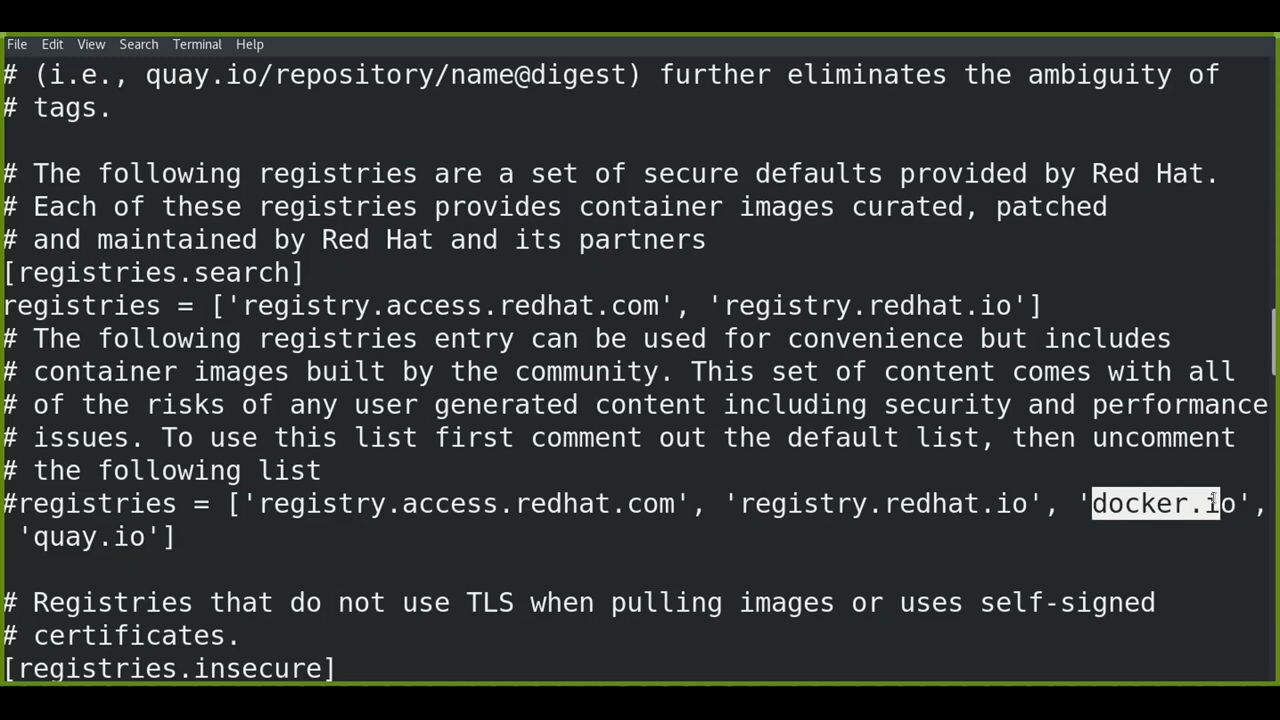 File Edit View Search Terminal Help
# (i.e., quay.io/repository/name@digest) further eliminates the ambiguity of
# tags.
# The following registries are a set of secure defaults provided by Red Hat.
# Each of these registries provides container images curated, patched
# and maintained by Red Hat and its partners
[registries.search]
registries = ['registry.access.redhat.com', 'registry.redhat.io']
# The following registries entry can be used for convenience but includes
# container images built by the community. This set of content comes with all
# of the risks of any user generated content including security and performance
# issues. To use this list first comment out the default list, then uncomment
# the following list
#registries = ['registry.access.redhat.com', 'registry.redhat.io', 'docker.io',
'quay.io']
# Registries that do not use TLS when pulling images or uses self-signed
# certificates.
[registries.insecure]